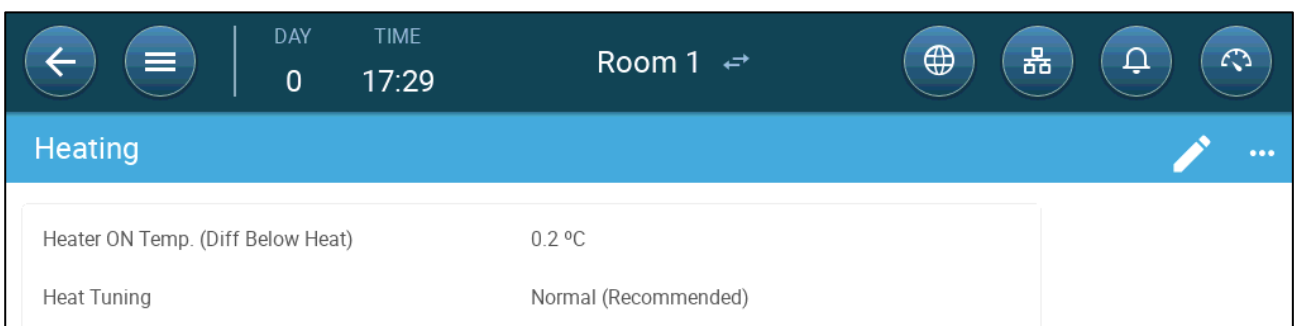 DAY TIME
0 17:29
Room 1
Heating
Heater ON Temp. (Diff Below Heat) 0.2 ºC
Heat Tuning Normal (Recommended)